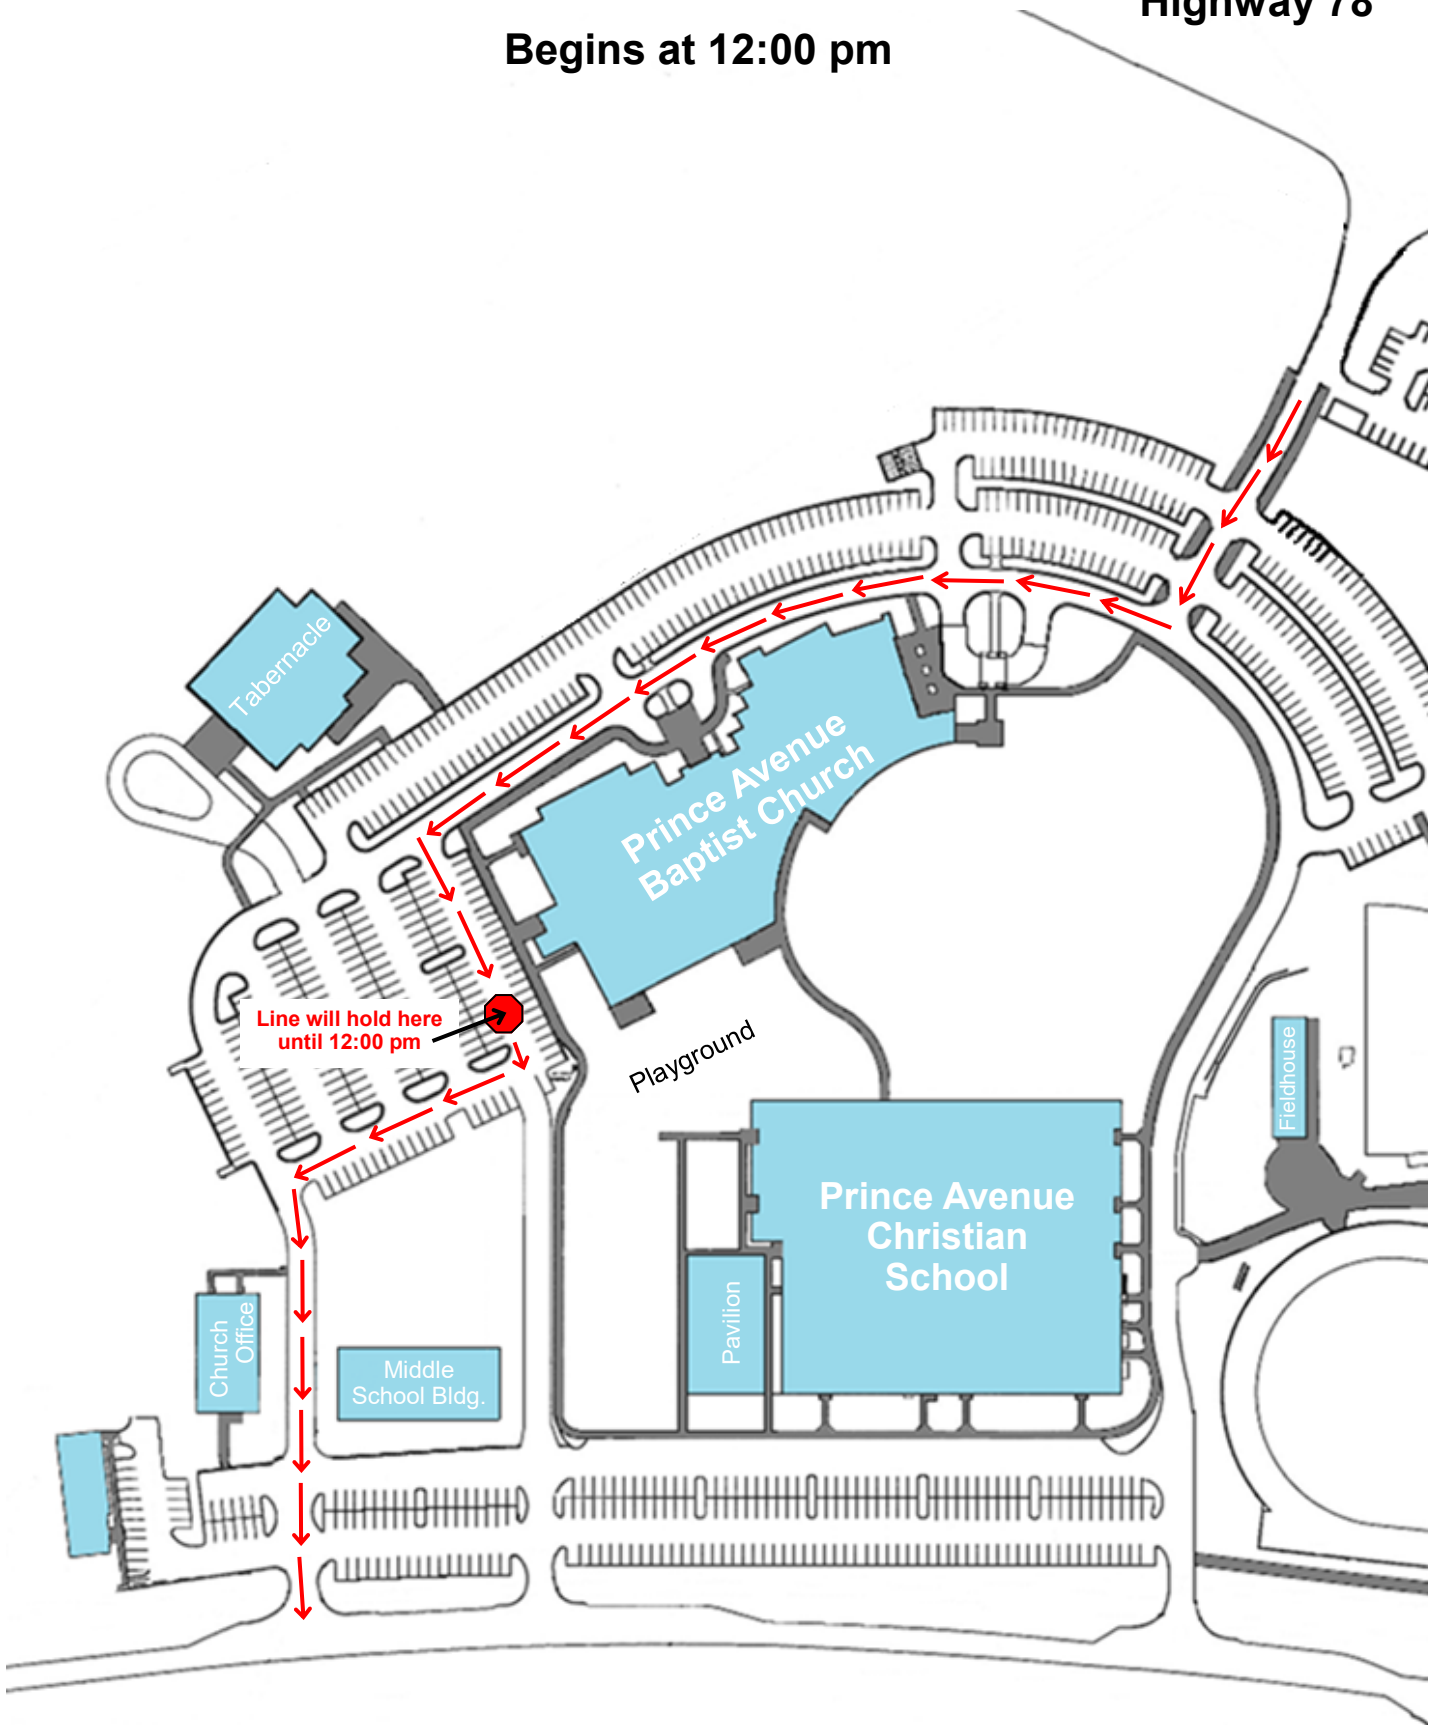 Highway 78
Begins at 12:00 pm
Tabernacle
Prince Avenue
Baptist Church
Line will hold here
until 12:00 pm
Playground
Fieldhouse
Prince Avenue
Christian
School
Pavilion
Church
Office
Middle
School Bldg.